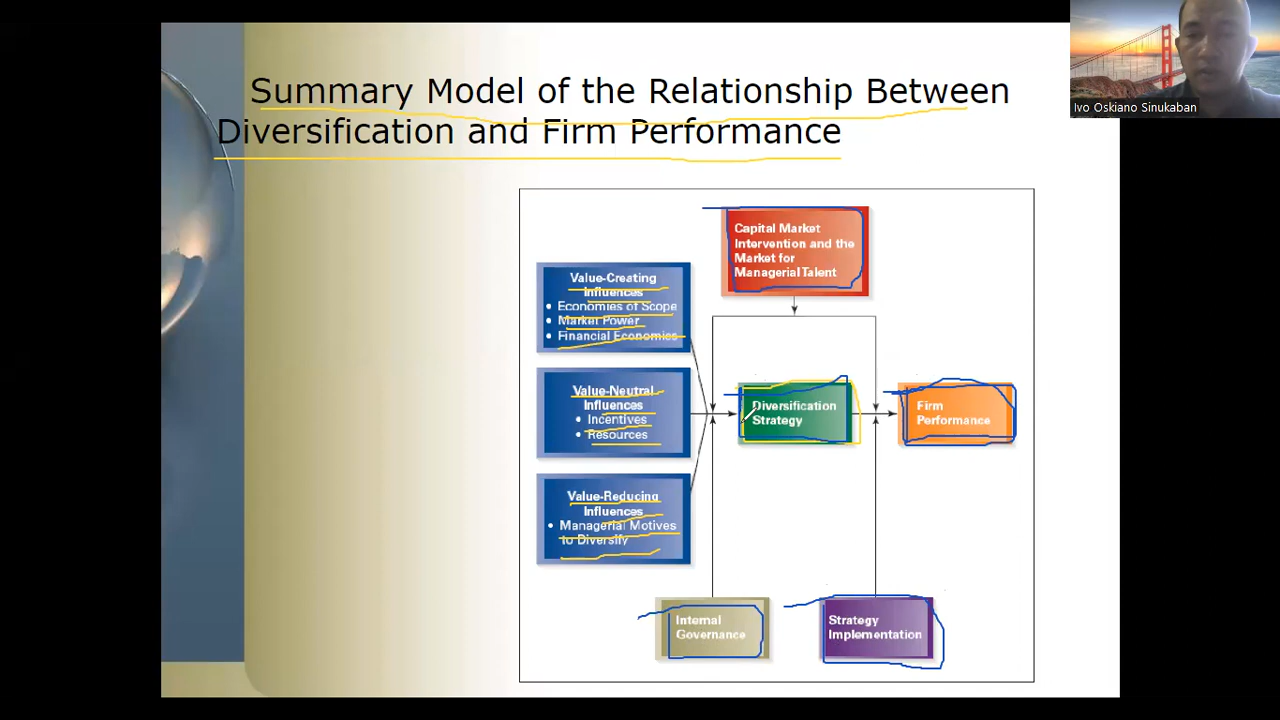 Summary Model of the Relationship Between
Diversification and Firm Performance
Ivo Oskiano Sinukaban
Capital Market
Intervention and the
Market for
Managerial Talent
Value-Creating
Influences
• Economies of Scope
• Market Power
• Financial Economies
Value-Neutral
Influences
• Incentives
• Resources
Value-Reducing
Influences
• Managerial Motives
to Diversify
Diversification
Strategy
Firm
Performance
Internal
Governance
Strategy
Implementation